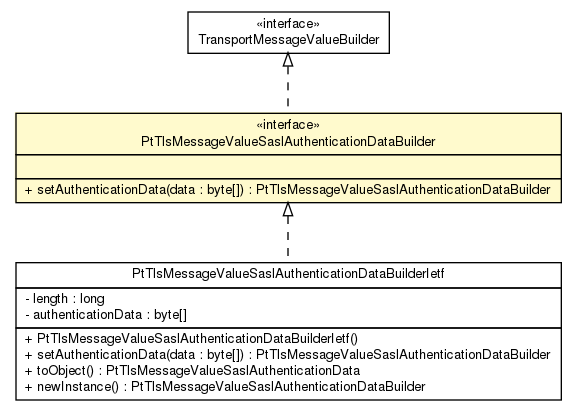 «interface»
TransportMessageValueBuilder
«interface»
PtTlsMessageValueSaslAuthenticationDataBuilder
+ setAuthenticationData(data : byte[]) : PtTlsMessageValueSaslAuthenticationDataBuilder
PtTlsMessageValueSaslAuthenticationDataBuilderIetf
- length : long
- authenticationData : byte[]
+ PtTlsMessageValueSaslAuthenticationDataBuilderIetf()
+ setAuthenticationData(data : byte[]) : PtTlsMessageValueSaslAuthenticationDataBuilder
+ toObject() : PtTlsMessageValueSaslAuthenticationData
+ newInstance() : PtTlsMessageValueSaslAuthenticationDataBuilder